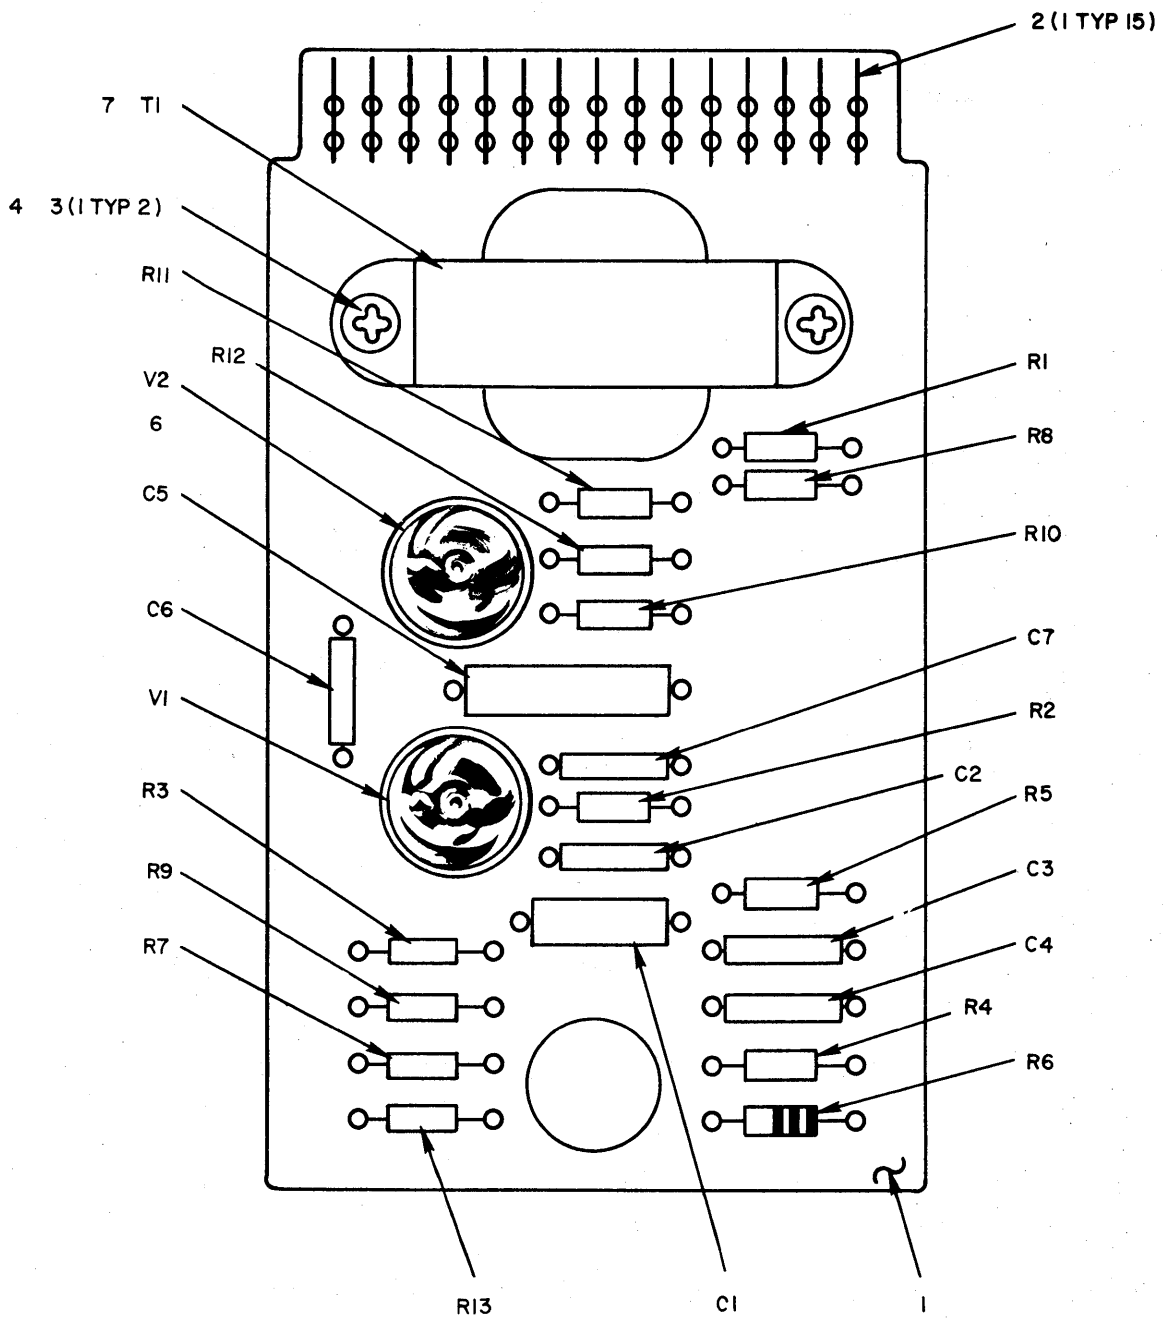 2 (1 TYP 15)
7 T1
4 3 (1 TYP 2)
R11
R12
V2
6
C5
C6
V1
R3
R9
R7
R1
R8
R10
C7
R2
C2
R5
C3
C4
R4
R6
R13
C1
1